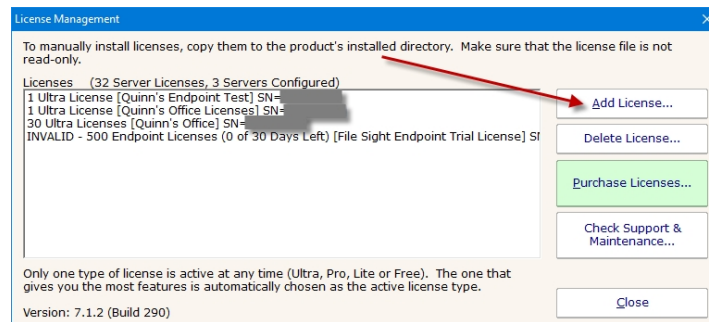 License Management
To manually install licenses, copy them to the product's installed directory. Make sure that the license file is not
read-only.
Licenses (32 Server Licenses, 3 Servers Configured)
1 Ultra License [Quinn's Endpoint Test] SN=
1 Ultra License [Quinn's Office Licenses] SN=
30 Ultra Licenses [Quinn's Office] SN=
INVALID - 500 Endpoint Licenses (0 of 30 Days Left) [File Sight Endpoint Trial License]
Add License...
Delete License...
Purchase Licenses...
Check Support &
Maintenance...
Only one type of license is active at any time (Ultra, Pro, Lite or Free). The one that
gives you the most features is automatically chosen as the active license type.
Version: 7.1.2 (Build 290)
Close